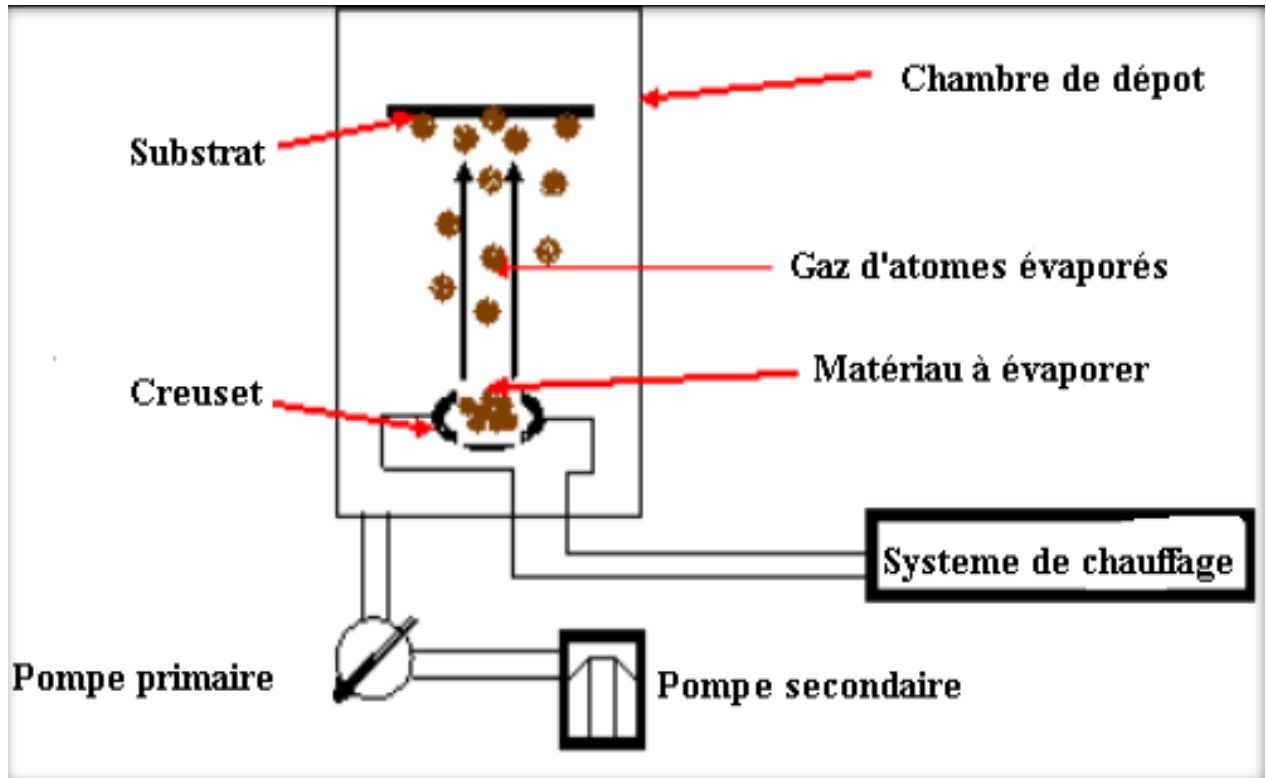 Chambre de dépot
Substrat
Gaz d'atomes évaporés
Matériau à évaporer
Creuset
Systeme de chauffage
Pompe primaire
Pompe secondaire